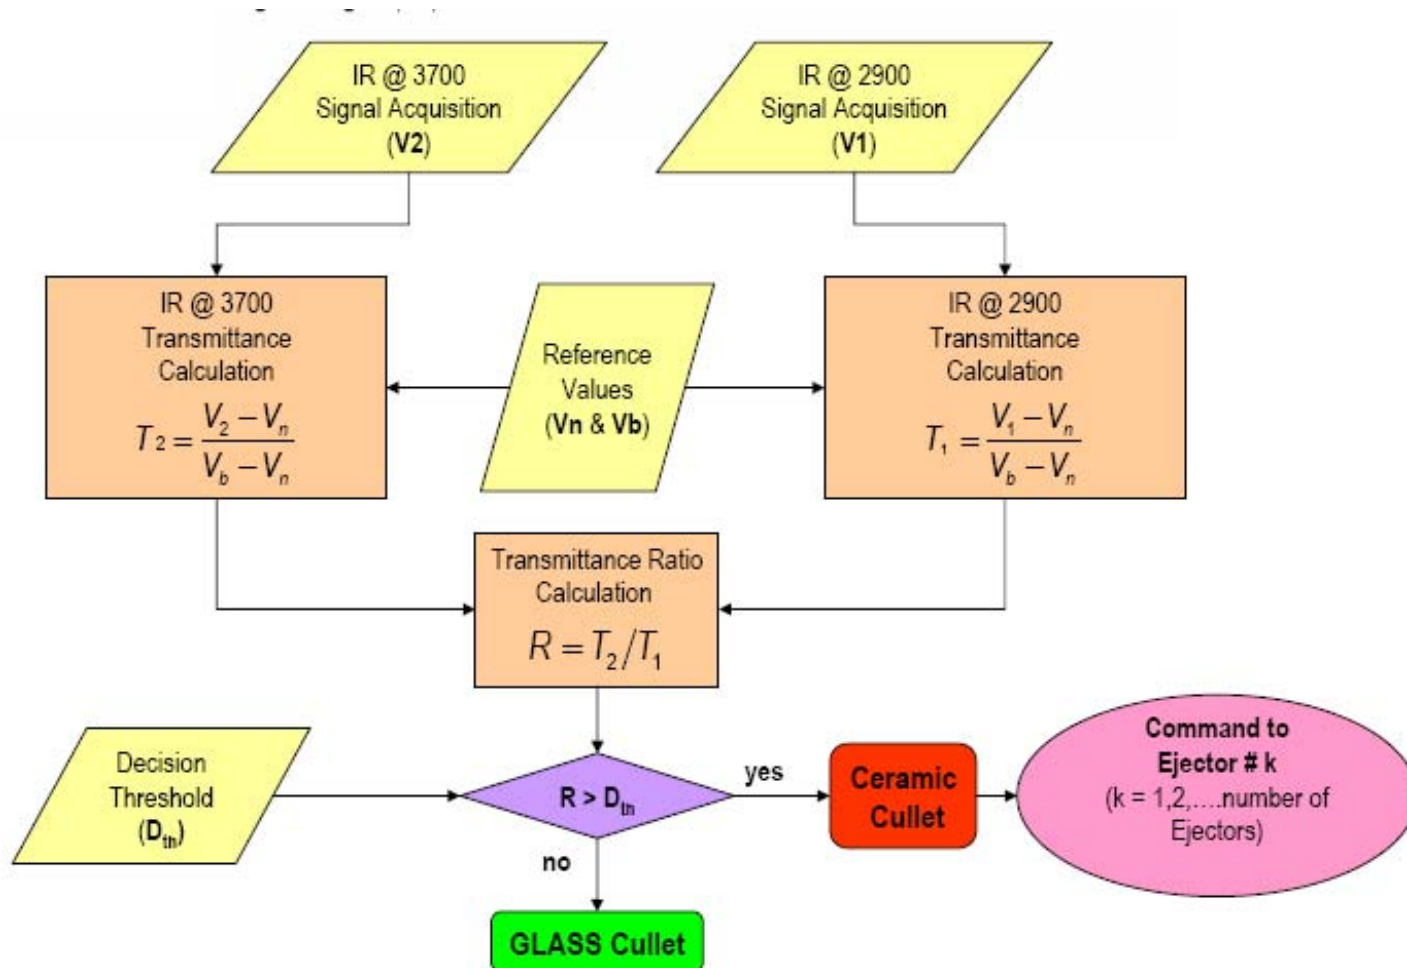 IR @ 3700
Signal Acquisition
(V2)
IR @ 2900
Signal Acquisition
(V1)
IR @ 3700
Transmittance
Calculation
T2 = (V2 − Vn) / (Vb − Vn)
Reference
Values
(Vn & Vb)
IR @ 2900
Transmittance
Calculation
T1 = (V1 − Vn) / (Vb − Vn)
Transmittance Ratio
Calculation
R = T2/T1
Decision
Threshold
(Dth)
R > Dth
yes
no
Ceramic
Cullet
Command to
Ejector # k
(k = 1,2,....number of
Ejectors)
GLASS Cullet